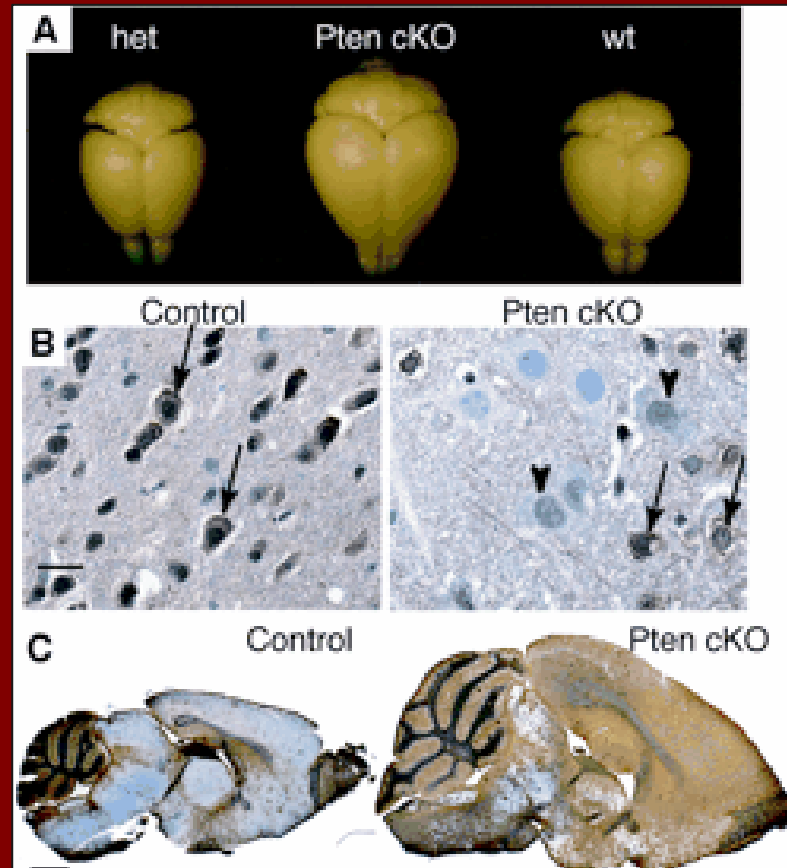 A
het Pten cKO wt
Control Pten cKO
B
C Control Pten cKO